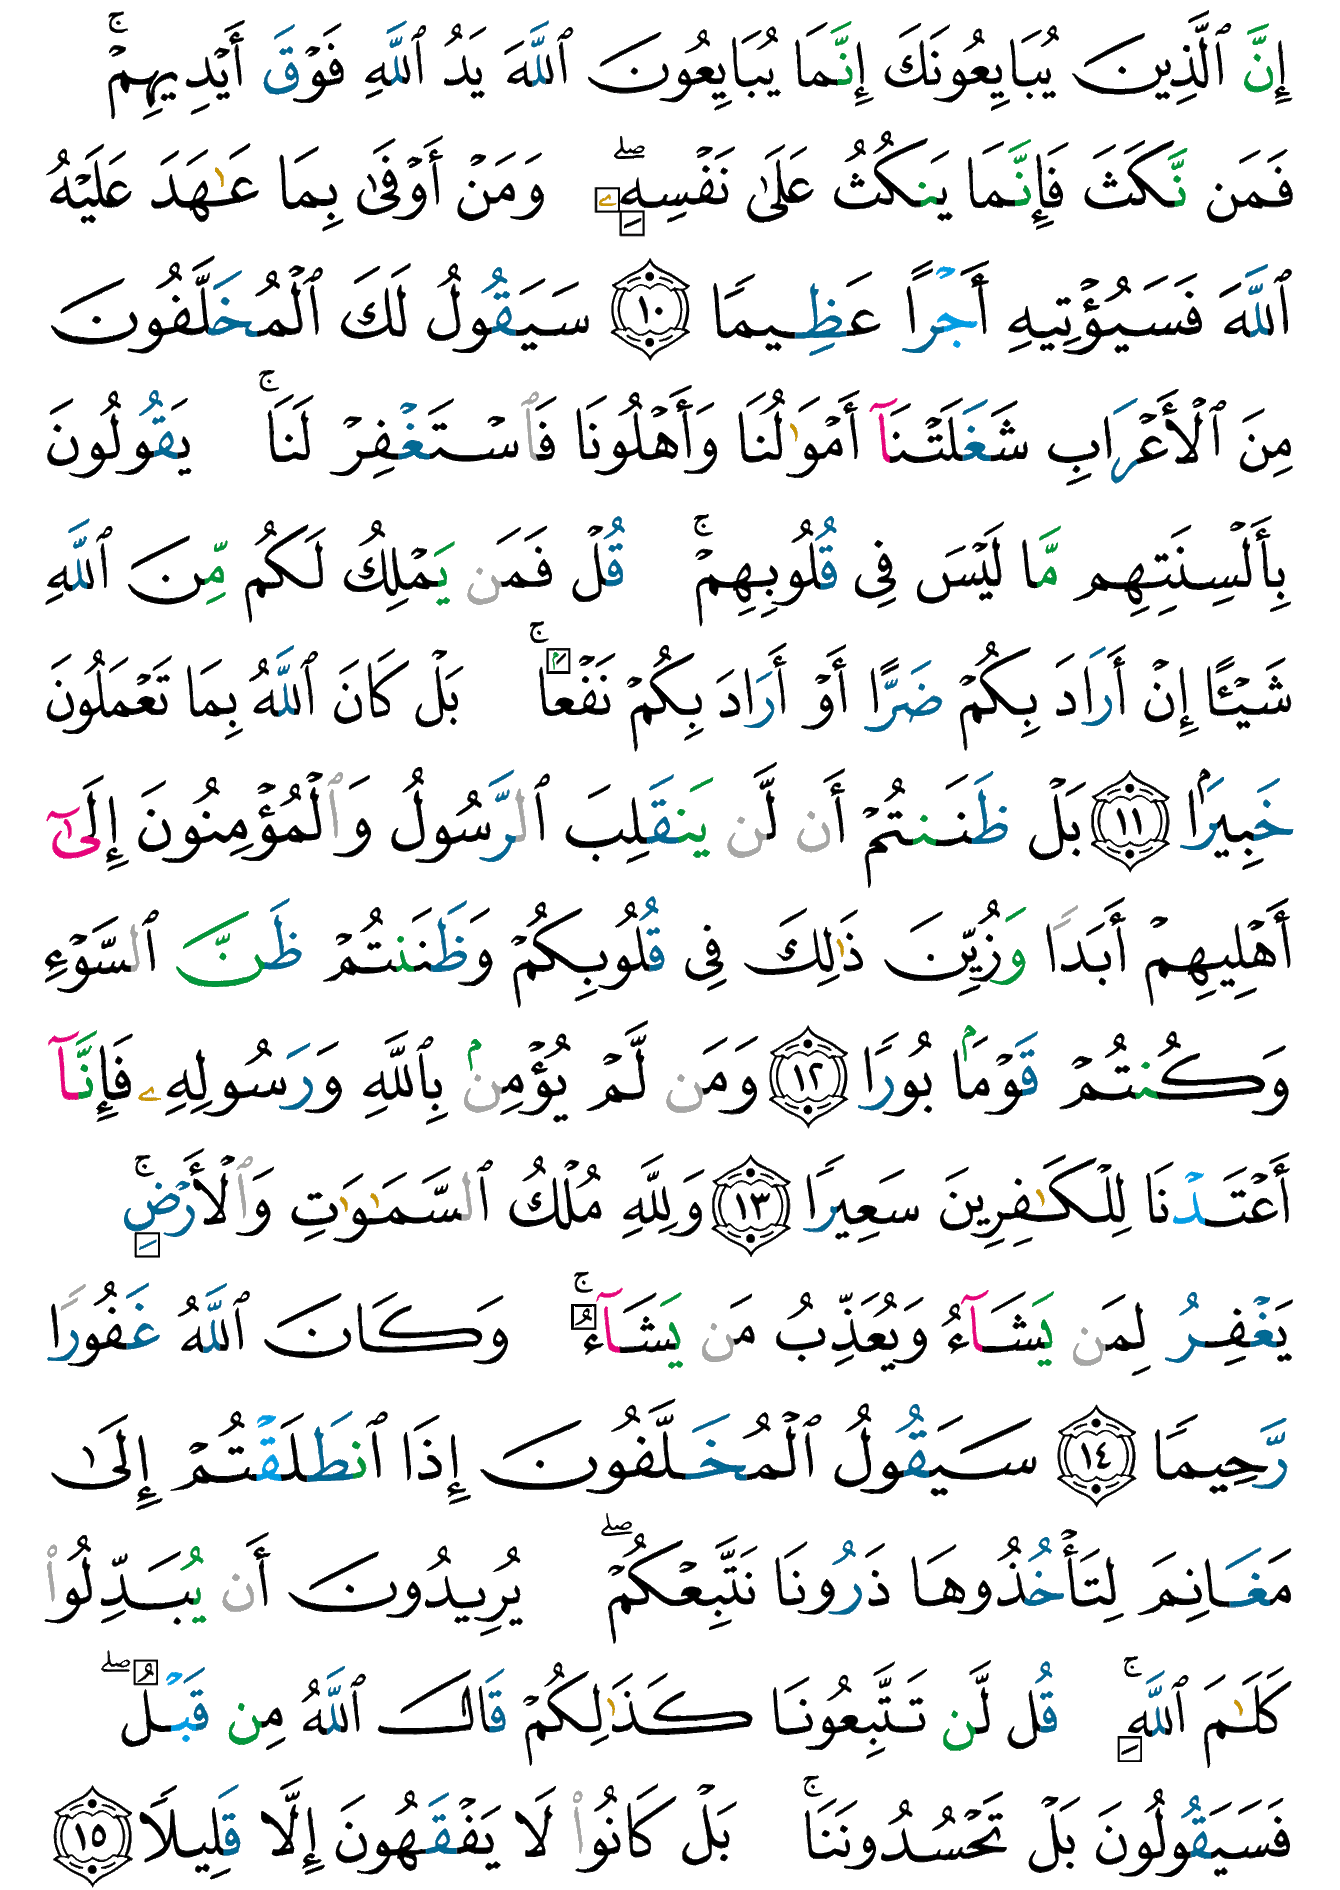 إِنَّ ٱلَّذِينَ يُبَايِعُونَكَ إِنَّمَا يُبَايِعُونَ ٱللَّهَ يَدُ ٱللَّهِ فَوْقَ أَيْدِيهِمْ ۚ
فَمَن نَّكَثَ فَإِنَّمَا يَنكُثُ عَلَىٰ نَفْسِهِۦ ۖ وَمَنْ أَوْفَىٰ بِمَا عَـٰهَدَ عَلَيْهُ
ٱللَّهَ فَسَيُؤْتِيهِ أَجْرًا عَظِيمًا ١٠ سَيَقُولُ لَكَ ٱلْمُخَلَّفُونَ
مِنَ ٱلْأَعْرَابِ شَغَلَتْنَآ أَمْوَٰلُنَا وَأَهْلُونَا فَٱسْتَغْفِرْ لَنَا ۚ يَقُولُونَ
بِأَلْسِنَتِهِم مَّا لَيْسَ فِى قُلُوبِهِمْ ۚ قُلْ فَمَن يَمْلِكُ لَكُم مِّنَ ٱللَّهِ
شَيْـًٔا إِنْ أَرَادَ بِكُمْ ضَرًّا أَوْ أَرَادَ بِكُمْ نَفْعًۢا ۚ بَلْ كَانَ ٱللَّهُ بِمَا تَعْمَلُونَ
خَبِيرًۢا ١١ بَلْ ظَنَنتُمْ أَن لَّن يَنقَلِبَ ٱلرَّسُولُ وَٱلْمُؤْمِنُونَ إِلَىٰٓ
أَهْلِيهِمْ أَبَدًا وَزُيِّنَ ذَٰلِكَ فِى قُلُوبِكُمْ وَظَنَنتُمْ ظَنَّ ٱلسَّوْءِ
وَكُنتُمْ قَوْمًۢا بُورًا ١٢ وَمَن لَّمْ يُؤْمِنۢ بِٱللَّهِ وَرَسُولِهِۦ فَإِنَّآ
أَعْتَدْنَا لِلْكَـٰفِرِينَ سَعِيرًا ١٣ وَلِلَّهِ مُلْكُ ٱلسَّمَـٰوَٰتِ وَٱلْأَرْضِ ۚ
يَغْفِرُ لِمَن يَشَآءُ وَيُعَذِّبُ مَن يَشَآءُ ۚ وَكَانَ ٱللَّهُ غَفُورًا
رَّحِيمًا ١٤ سَيَقُولُ ٱلْمُخَلَّفُونَ إِذَا ٱنطَلَقْتُمْ إِلَىٰ
مَغَانِمَ لِتَأْخُذُوهَا ذَرُونَا نَتَّبِعْكُمْ ۖ يُرِيدُونَ أَن يُبَدِّلُوا۟
كَلَـٰمَ ٱللَّهِ ۚ قُل لَّن تَتَّبِعُونَا كَذَٰلِكُمْ قَالَ ٱللَّهُ مِن قَبْلُ ۖ
فَسَيَقُولُونَ بَلْ تَحْسُدُونَنَا ۚ بَلْ كَانُوا۟ لَا يَفْقَهُونَ إِلَّا قَلِيلًا ١٥